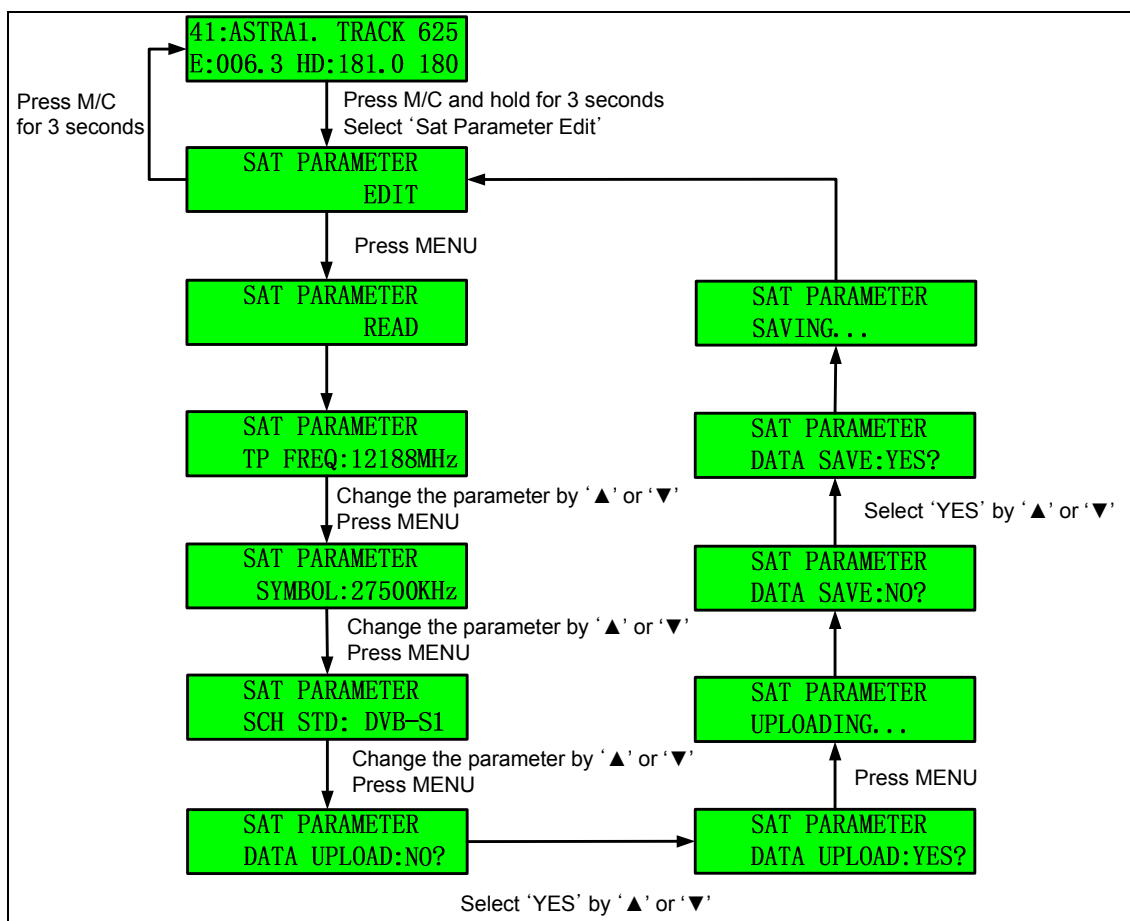 41:ASTRA1. TRACK 625
E:006.3 HD:181.0 180
Press M/C
for 3 seconds
Press M/C and hold for 3 seconds
Select ‘Sat Parameter Edit’
SAT PARAMETER
EDIT
Press MENU
SAT PARAMETER
READ
SAT PARAMETER
TP FREQ:12188MHz
Change the parameter by ‘▲’ or ‘▼’
Press MENU
SAT PARAMETER
SYMBOL:27500KHz
Change the parameter by ‘▲’ or ‘▼’
Press MENU
SAT PARAMETER
SCH STD: DVB-S1
Change the parameter by ‘▲’ or ‘▼’
Press MENU
SAT PARAMETER
DATA UPLOAD:NO?
Select ‘YES’ by ‘▲’ or ‘▼’
SAT PARAMETER
DATA UPLOAD:YES?
Press MENU
SAT PARAMETER
UPLOADING...
SAT PARAMETER
DATA SAVE:NO?
Select ‘YES’ by ‘▲’ or ‘▼’
SAT PARAMETER
DATA SAVE:YES?
SAT PARAMETER
SAVING...